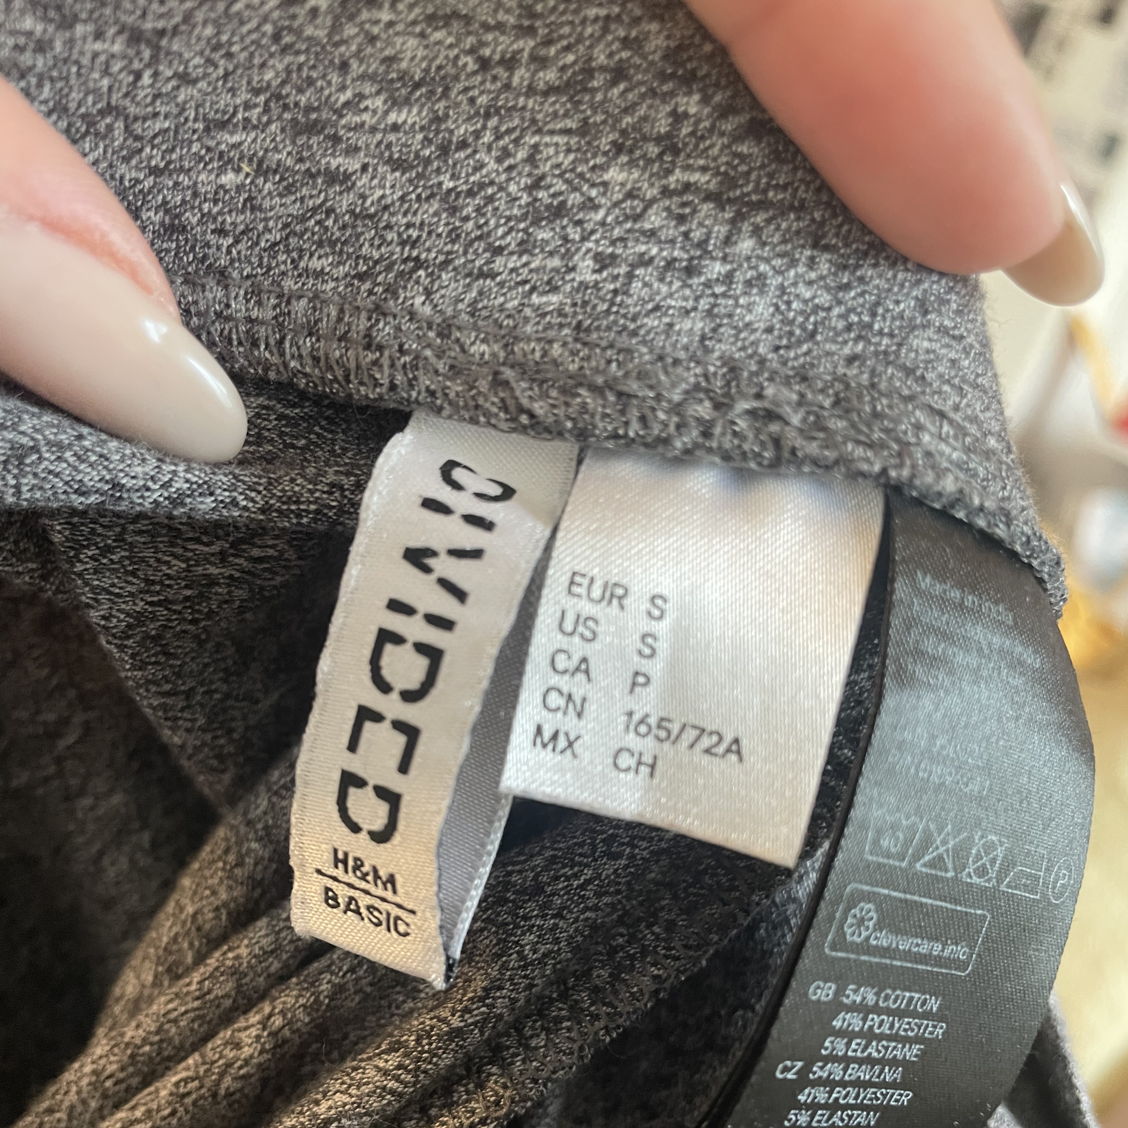 DIVIDED
H&M
BASIC
EUR S
US S
CA P
CN 165/72A
MX CH
clevercare.info
GB 54% COTTON
41% POLYESTER
5% ELASTANE
CZ 54% BAVLNA
41% POLYESTER
5% ELASTAN